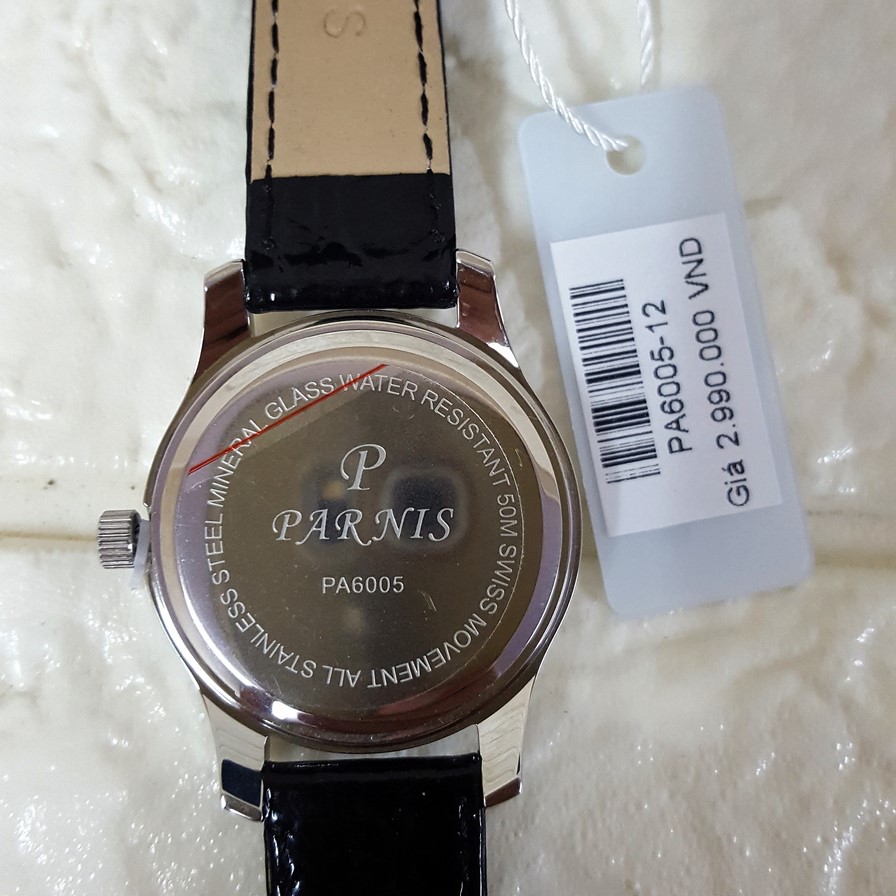 S
MINERAL GLASS WATER RESISTANT 50M SWISS MOVEMENT ALL STAINLESS STEEL
P
PARNIS
PA6005
PA6005-12
Giá 2.990.000 VND